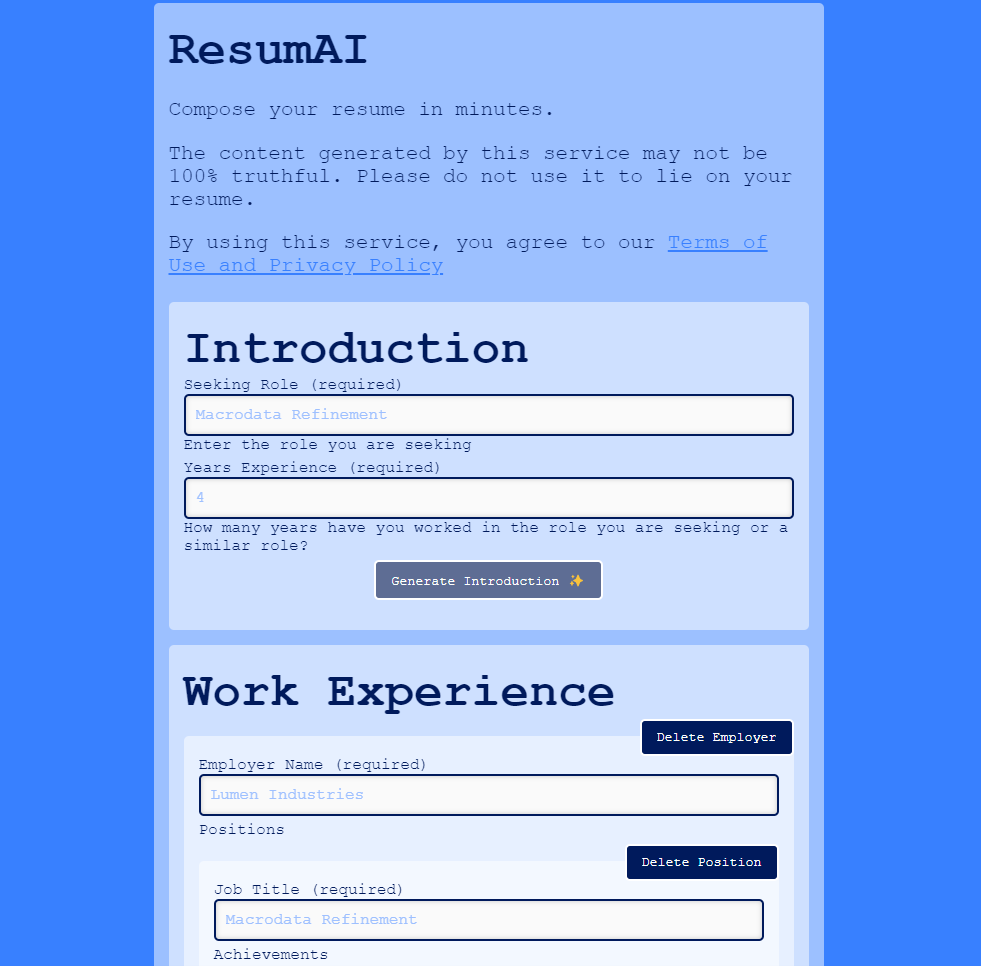 ResumAI
Compose your resume in minutes.
The content generated by this service may not be
100% truthful. Please do not use it to lie on your
resume.
By using this service, you agree to our Terms of
Use and Privacy Policy
Introduction
Seeking Role (required)
Macrodata Refinement
Enter the role you are seeking
Years Experience (required)
4
How many years have you worked in the role you are seeking or a
similar role?
Generate Introduction ✨
Work Experience
Delete Employer
Employer Name (required)
Lumen Industries
Positions
Delete Position
Job Title (required)
Macrodata Refinement
Achievements